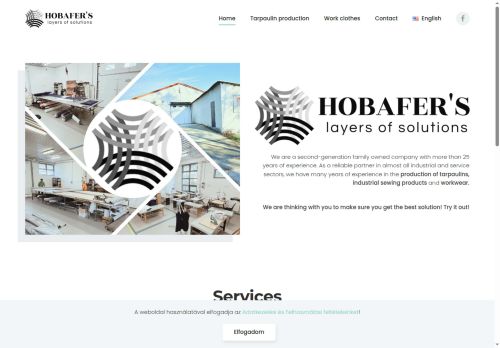 HOBAFER'S
layers of solutions
Home
Tarpaulin production
Work clothes
Contact
English
HOBAFER'S
layers of solutions
We are a second-generation family owned company with more than 25
years of experience. As a reliable partner in almost all industrial and service
sectors, we have many years of experience in the production of tarpaulins,
industrial sewing products and workwear.
We are thinking with you to make sure you get the best solution! Try it out!
Services
A weboldal használatával elfogadja az Adatkezelési és felhasználási feltételeinket!
Elfogadom